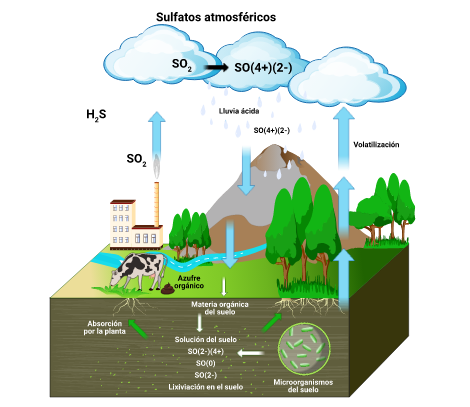 Sulfatos atmosféricos
SO2
SO(4+)(2-)
Lluvia ácida
H2S
SO(4+)(2-)
Volatilización
SO2
Azufre
orgánico
Materia orgánica
del suelo
Absorción
por la planta
Solución del suelo
SO(2-)(4+)
SO(0)
SO(2-)
Lixiviación en el suelo
Microorganismos
del suelo